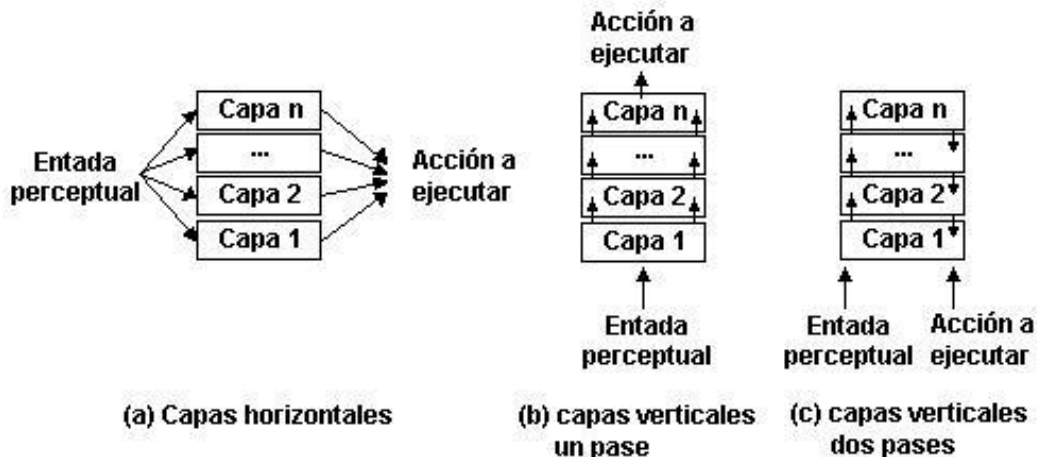 Capa n
...
Capa 2
Capa 1
Entada
perceptual
Acción a
ejecutar
(a) Capas horizontales
Acción a
ejecutar
Capa n
...
Capa 2
Capa 1
Entada
perceptual
(b) capas verticales
un pase
Capa n
...
Capa 2
Capa 1
Entada
perceptual
Acción a
ejecutar
(c) capas verticales
dos pases